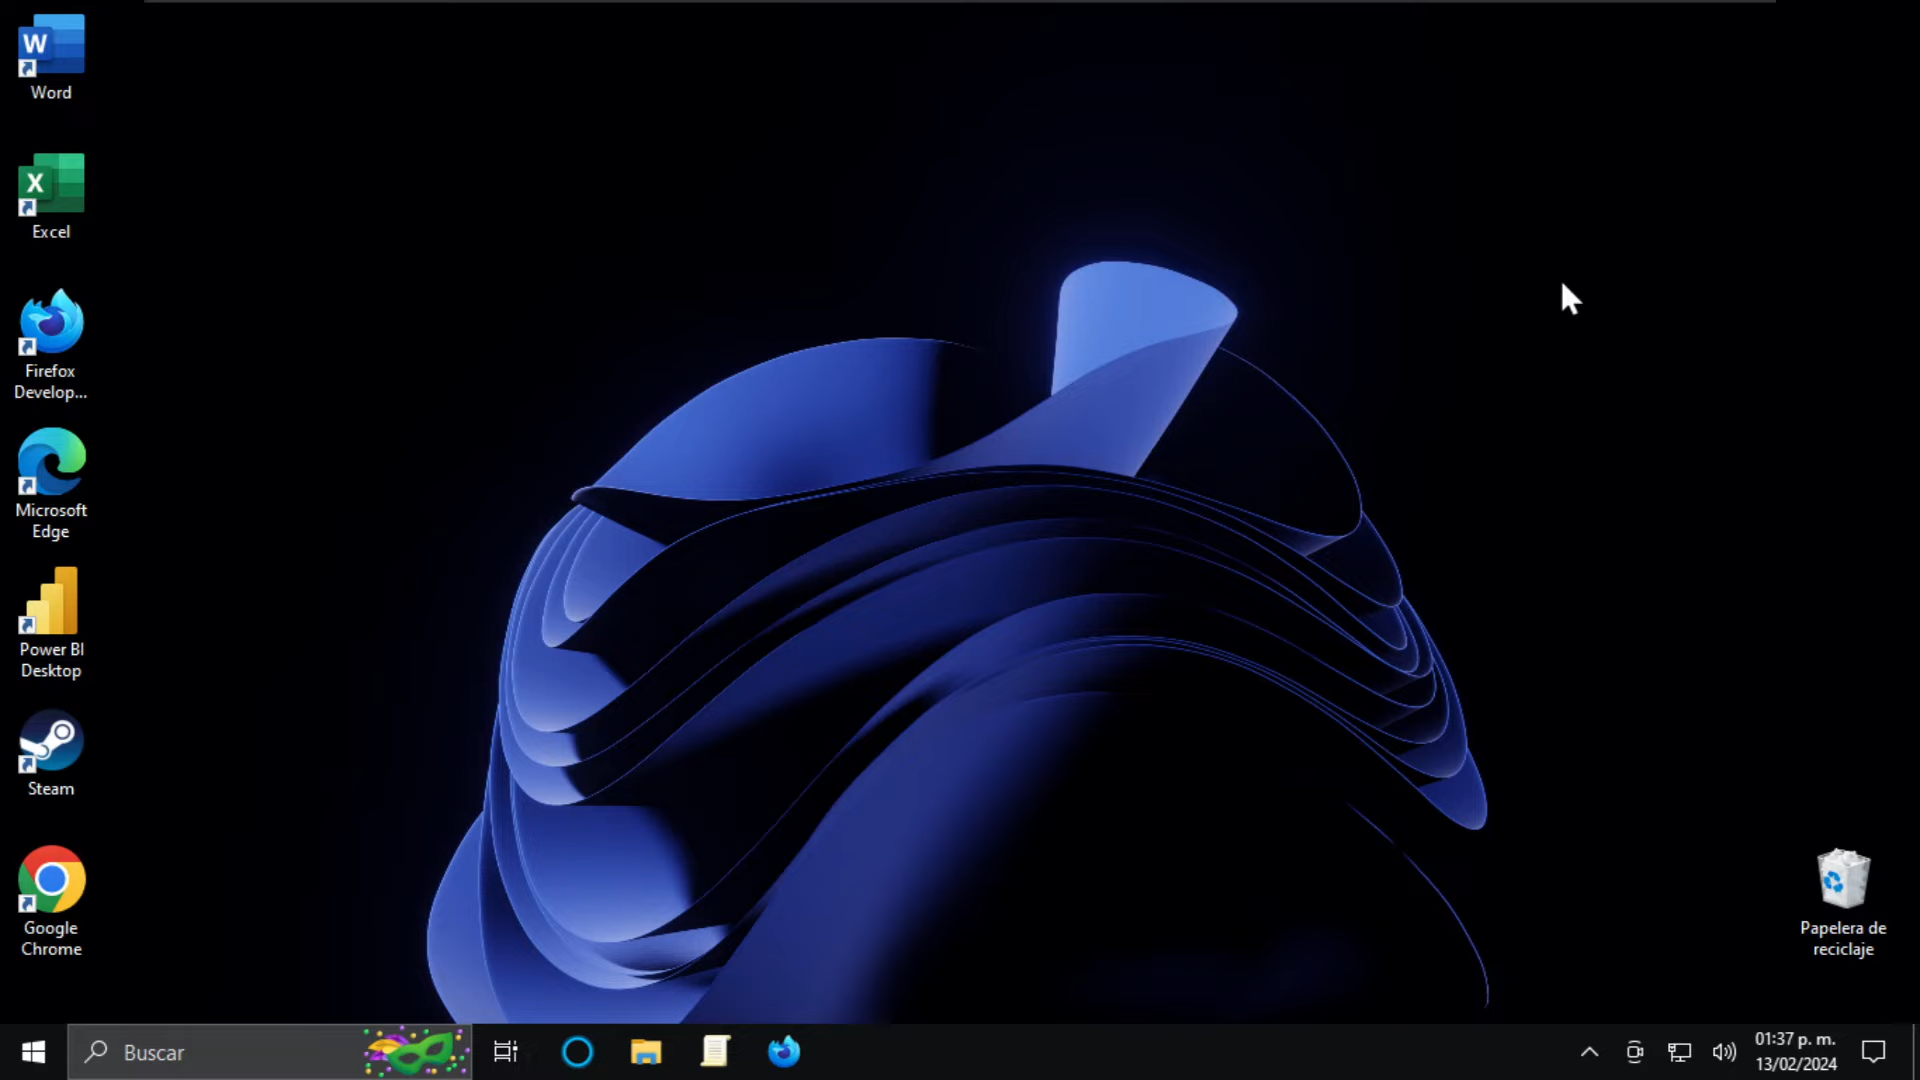 Word
Excel
Firefox
Develop...
Microsoft
Edge
Power BI
Desktop
Steam
Google
Chrome
Papelera de
reciclaje
Buscar
01:37 p. m.
13/02/2024